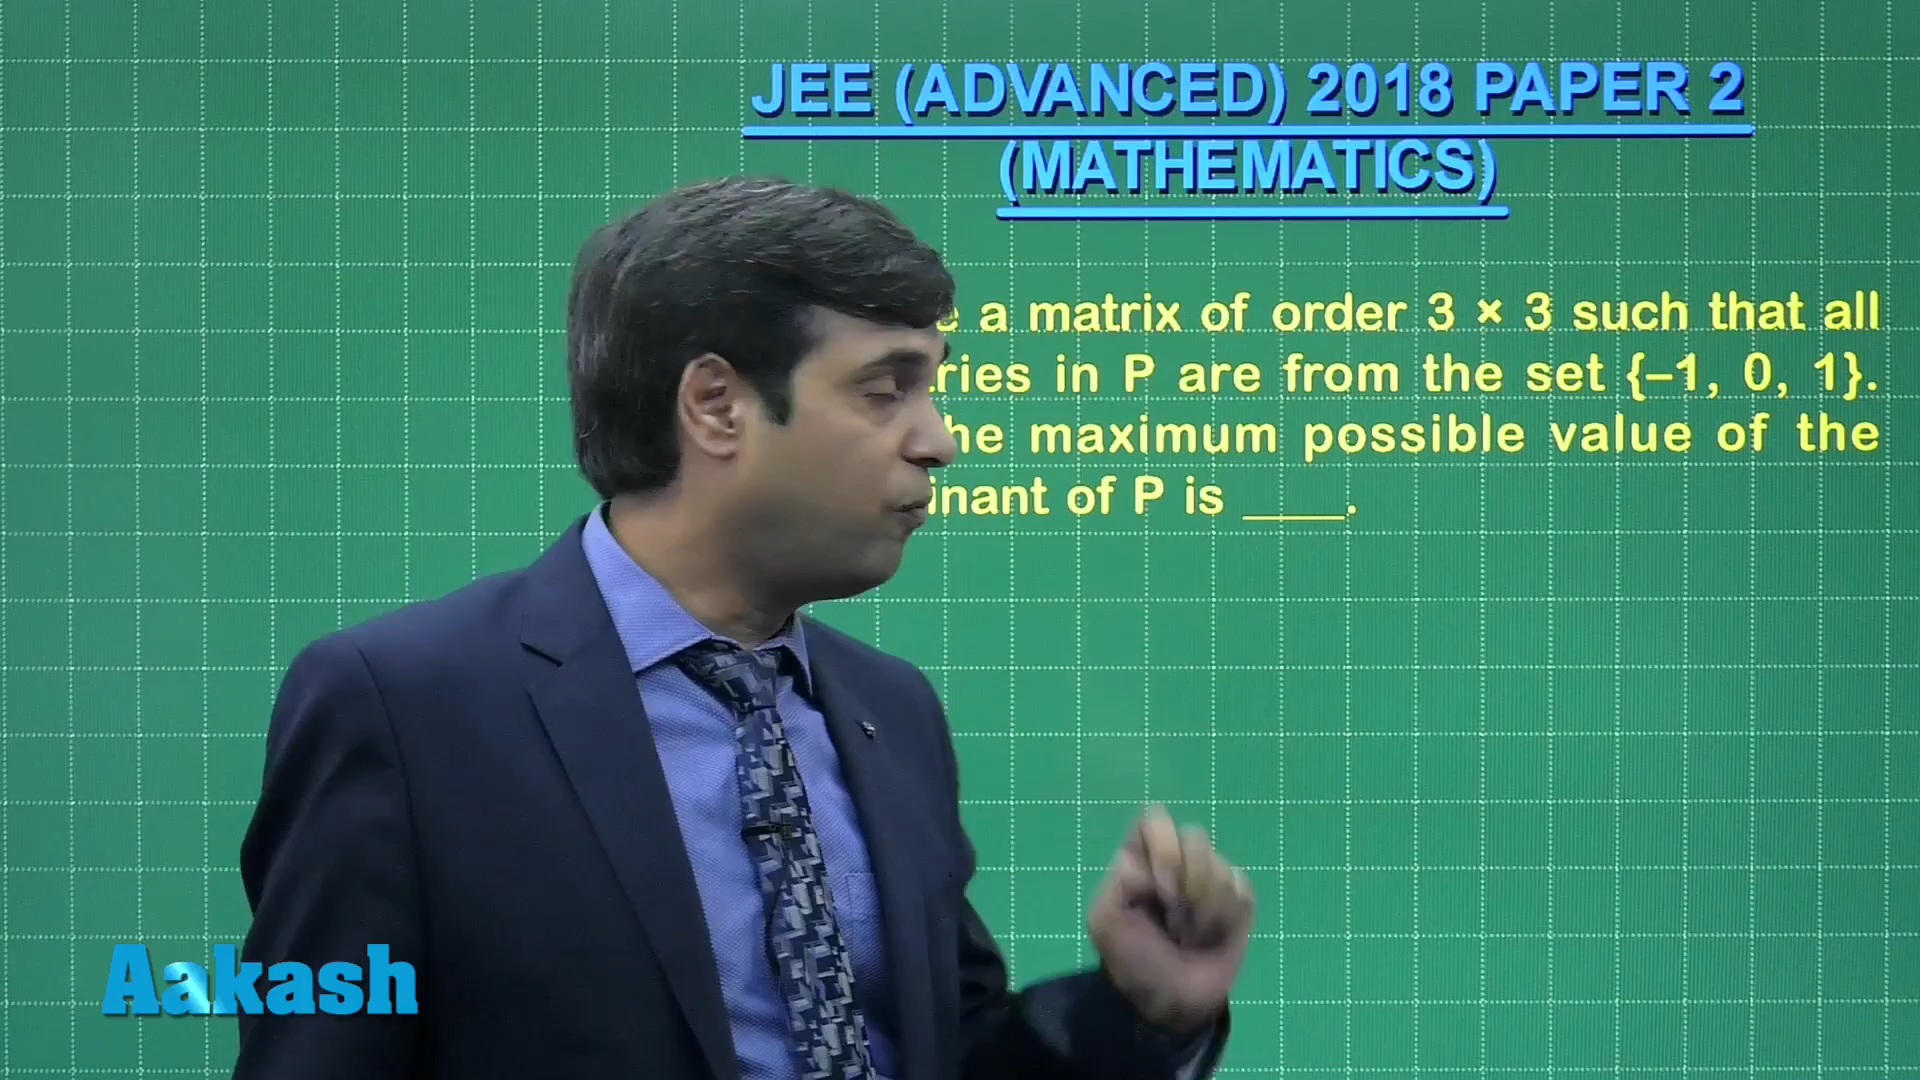 JEE (ADVANCED) 2018 PAPER 2
(MATHEMATICS)
a matrix of order 3 × 3 such that all
in P are from the set {–1, 0, 1}.
maximum possible value of the
of P is ____.
Aakash